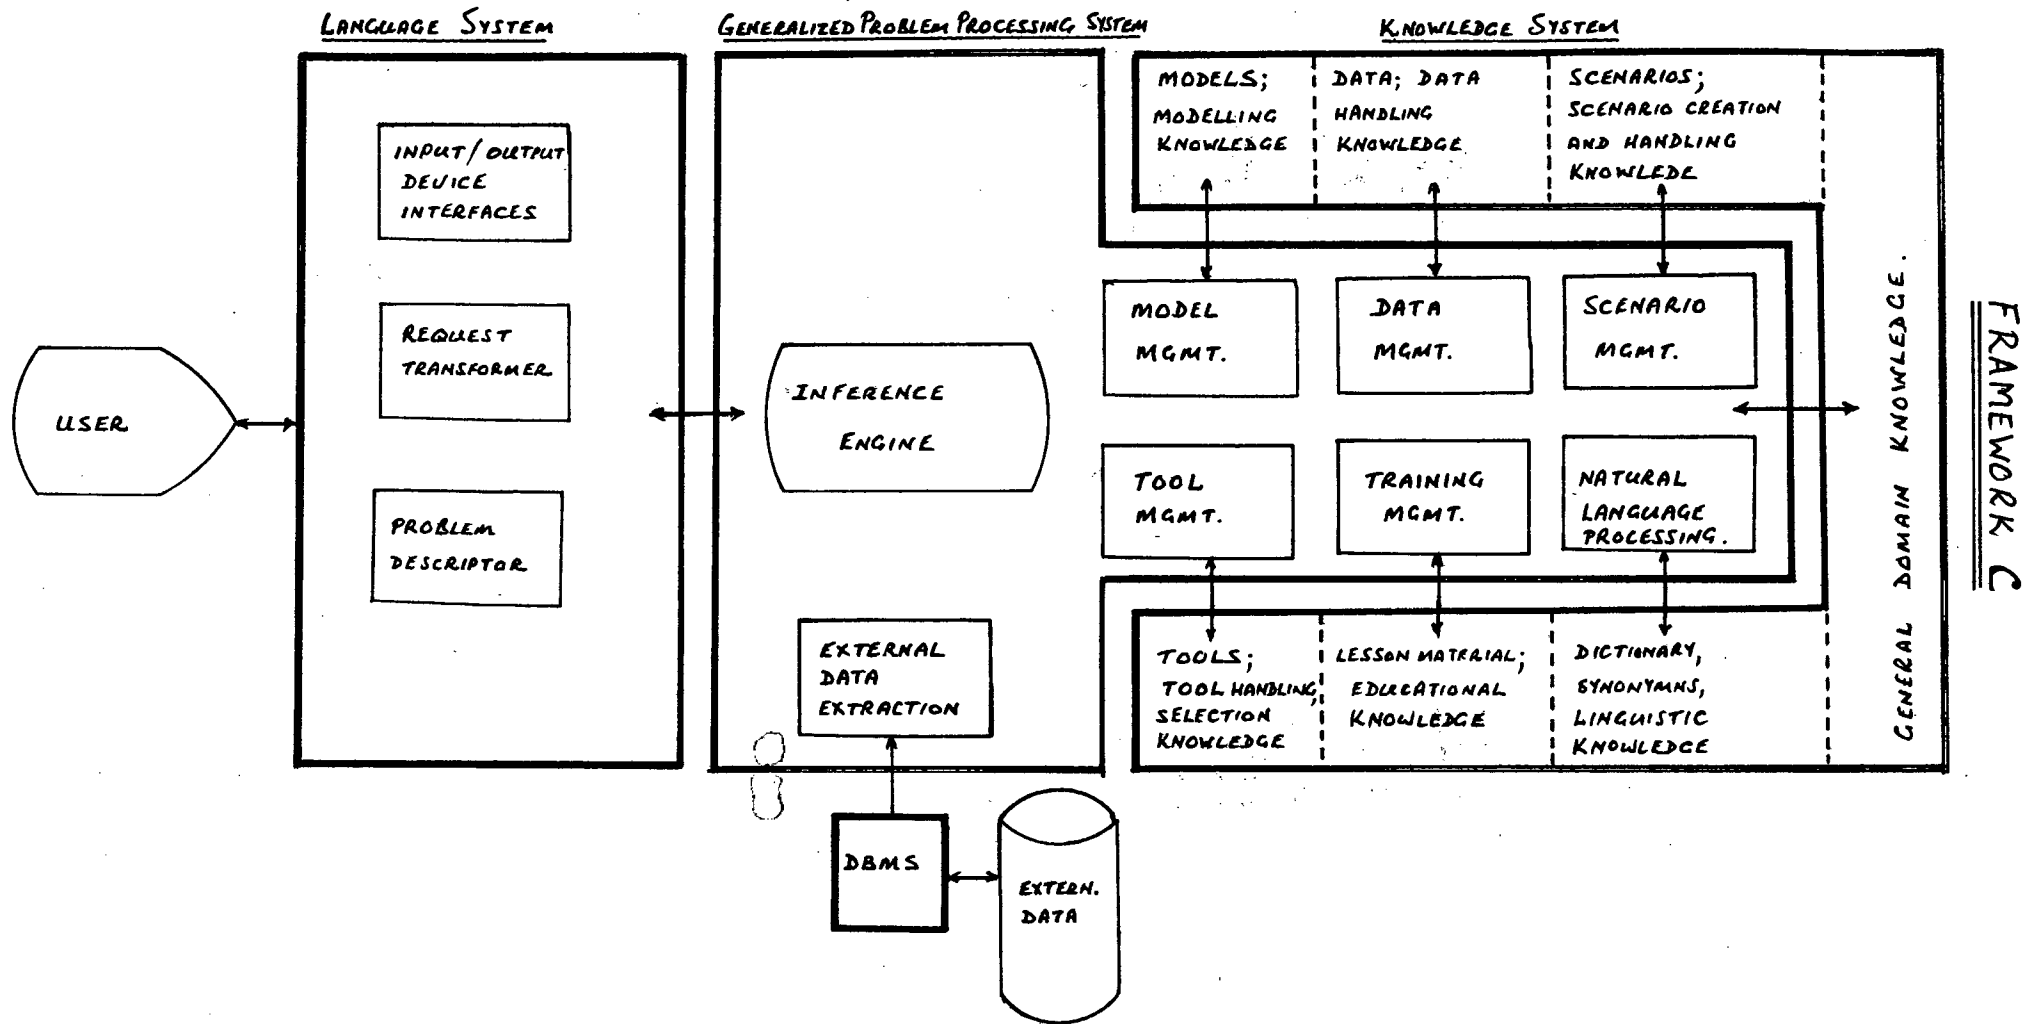 LANGUAGE SYSTEM
INPUT/OUTPUT
DEVICE
INTERFACES
REQUEST
TRANSFORMER
PROBLEM
DESCRIPTOR
USER
GENERALIZED PROBLEM PROCESSING SYSTEM
INFERENCE
ENGINE
EXTERNAL
DATA
EXTRACTION
DBMS
EXTERN.
DATA
MODEL
MGMT.
DATA
MGMT.
SCENARIO
MGMT.
TOOL
MGMT.
TRAINING
MGMT.
NATURAL
LANGUAGE
PROCESSING.
KNOWLEDGE SYSTEM
MODELS;
MODELLING
KNOWLEDGE
DATA; DATA
HANDLING
KNOWLEDGE
SCENARIOS;
SCENARIO CREATION
AND HANDLING
KNOWLEDE
TOOLS;
TOOL HANDLING,
SELECTION
KNOWLEDGE
LESSON MATERIAL;
EDUCATIONAL
KNOWLEDGE
DICTIONARY,
SYNONYMNS,
LINGUISTIC
KNOWLEDGE
GENERAL DOMAIN KNOWLEDGE.
FRAMEWORK C